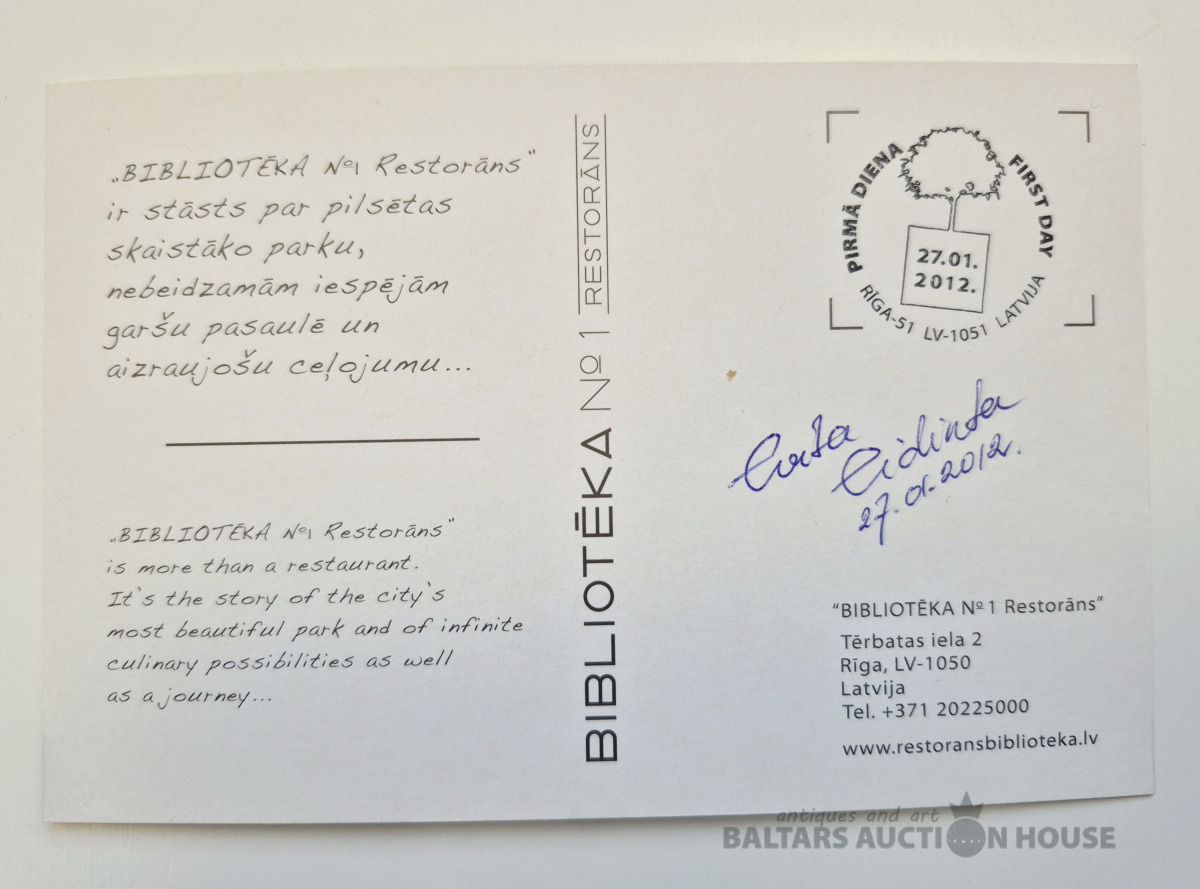 „BIBLIOTĒKA №1 Restorāns"
ir stāsts par pilsētas
skaistāko parku,
nebeidzamām iespējām
garšu pasaulē un
aizraujošu ceļojumu...
„BIBLIOTĒKA №1 Restorāns"
is more than a restaurant.
It`s the story of the city`s
most beautiful park and of infinite
culinary possibilities as well
as a journey...
BIBLIOTĒKA № 1 RESTORĀNS
PIRMĀ DIENA FIRST DAY
27.01.
2012.
RĪGA-51 LV-1051 LATVIJA
27.01.2012.
“BIBLIOTĒKA № 1 Restorāns”
Tērbatas iela 2
Rīga, LV-1050
Latvija
Tel. +371 20225000
www.restoransbiblioteka.lv
antiques and art
BALTARS AUCTION HOUSE